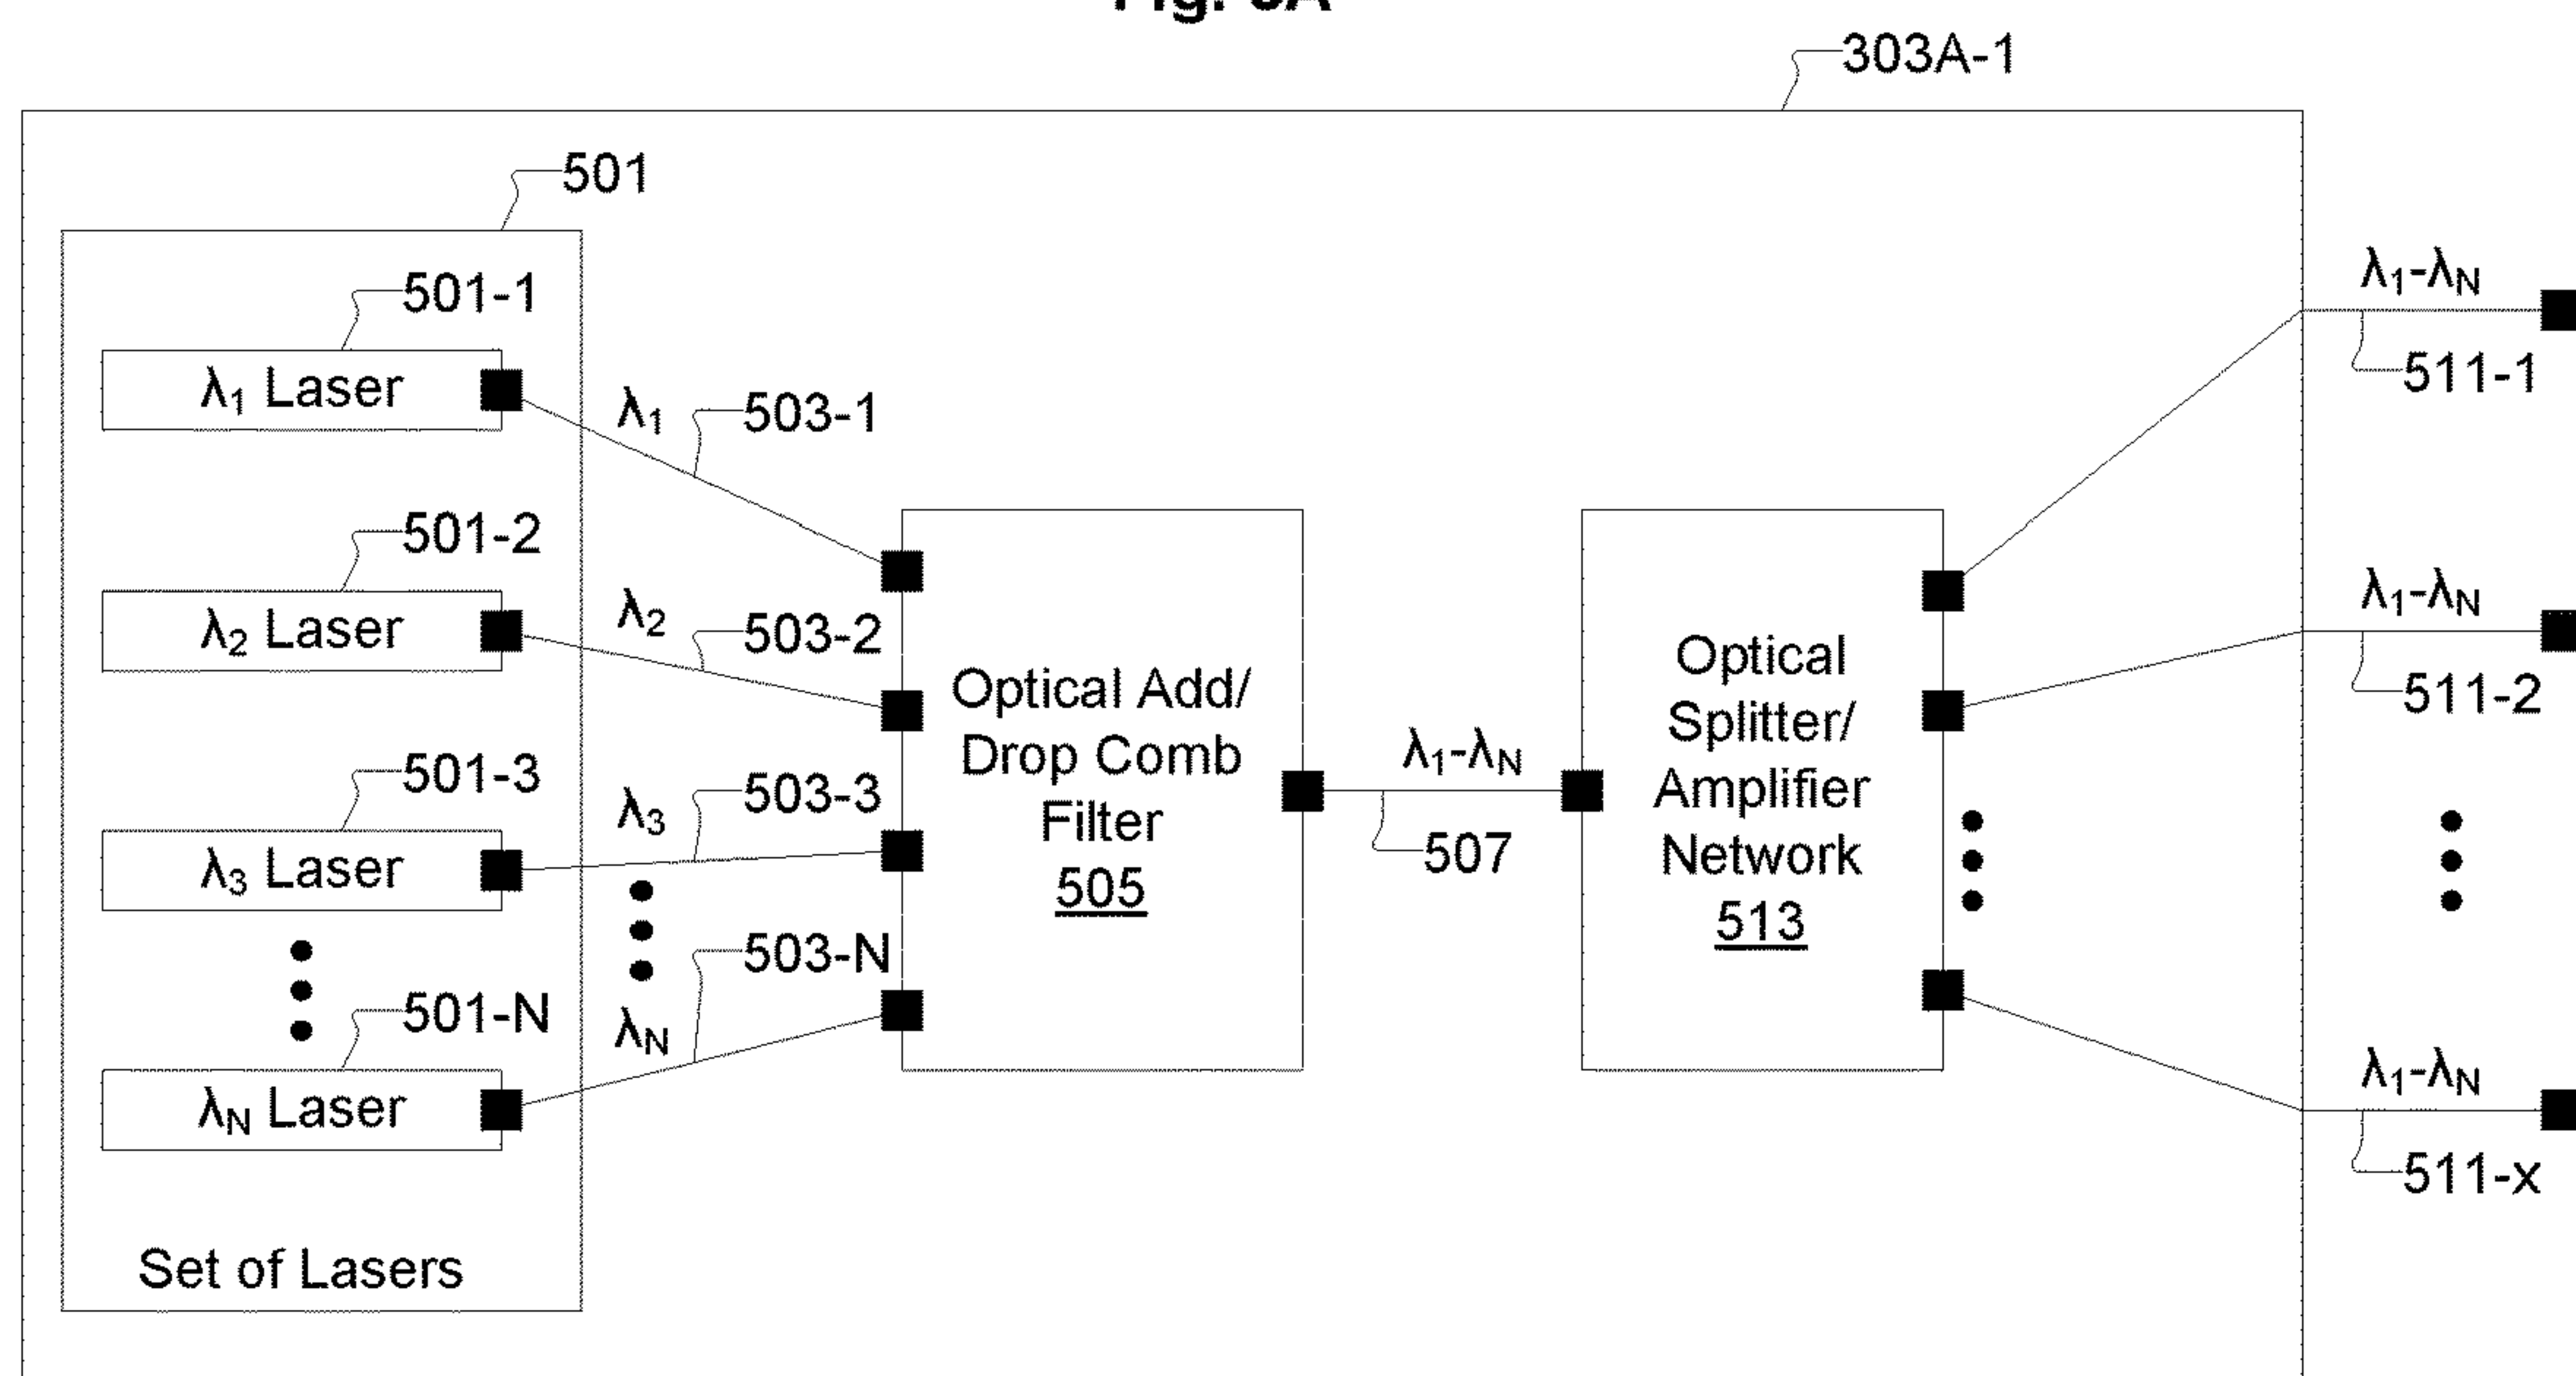 303A-1
501
501-1
λ₁ Laser
λ₁
503-1
501-2
λ₂ Laser
λ₂
503-2
501-3
λ₃ Laser
λ₃
503-3
501-N
λN Laser
λN
503-N
Set of Lasers
Optical Add/
Drop Comb
Filter
505
λ₁-λN
507
Optical
Splitter/
Amplifier
Network
513
λ₁-λN
511-1
λ₁-λN
511-2
λ₁-λN
511-x